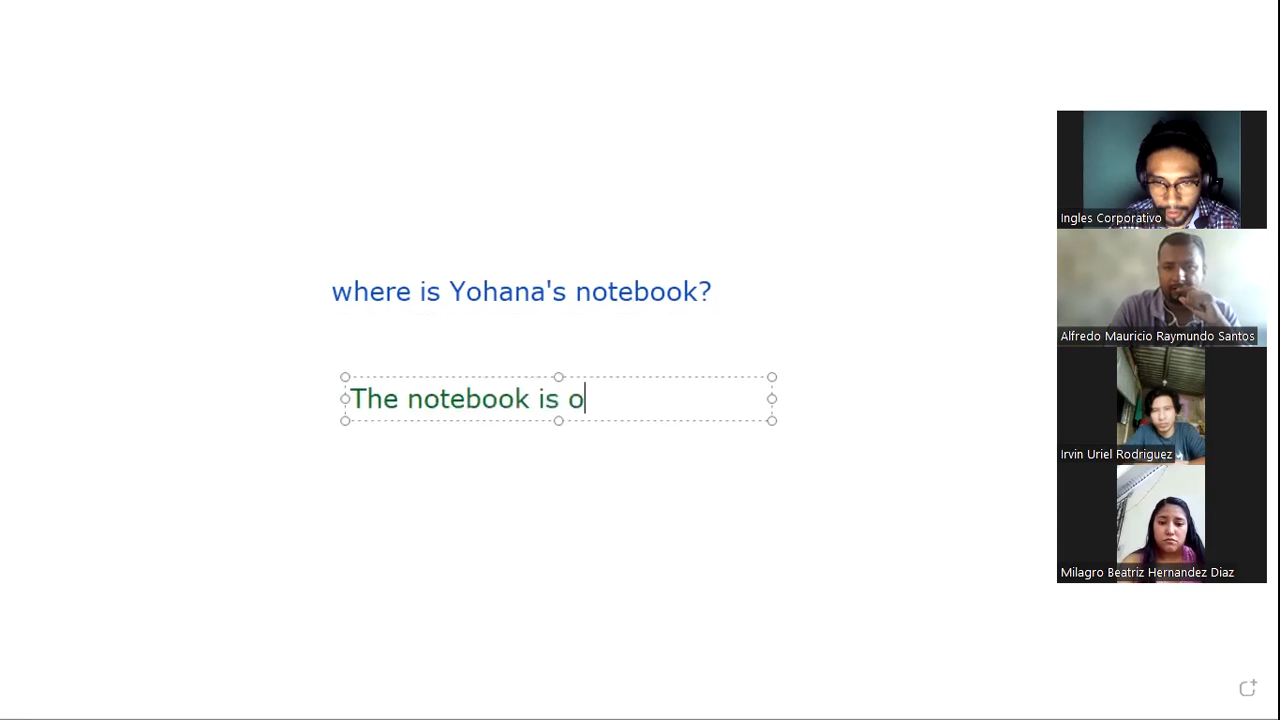 where is Yohana's notebook?
The notebook is o
Ingles Corporativo
Alfredo Mauricio Raymundo Santos
Irvin Uriel Rodriguez
Milagro Beatriz Hernandez Diaz